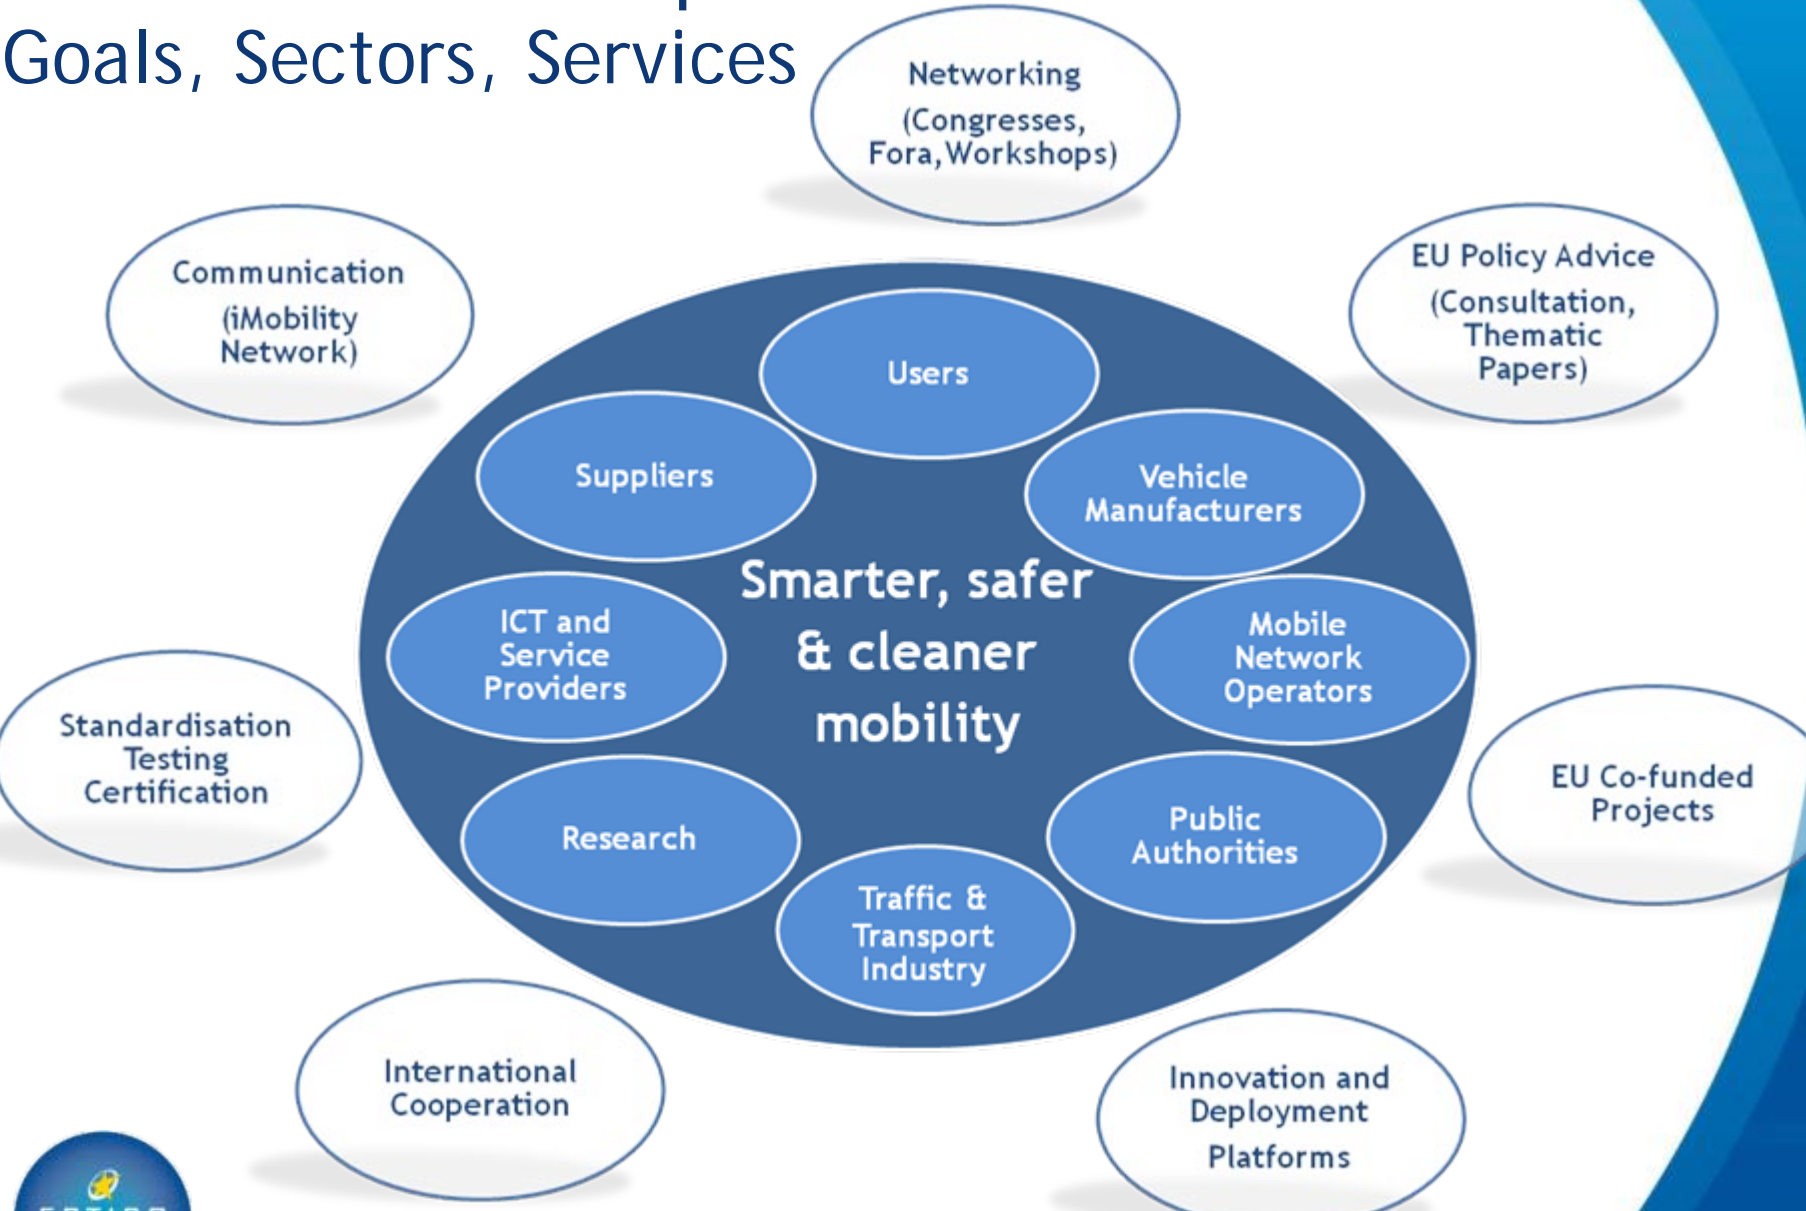 Goals, Sectors, Services
Networking
(Congresses,
Fora,Workshops)
Communication
(iMobility
Network)
EU Policy Advice
(Consultation,
Thematic
Papers)
Users
Suppliers
Vehicle
Manufacturers
Smarter, safer
& cleaner
mobility
ICT and
Service
Providers
Mobile
Network
Operators
Standardisation
Testing
Certification
EU Co-funded
Projects
Research
Public
Authorities
Traffic &
Transport
Industry
International
Cooperation
Innovation and
Deployment
Platforms